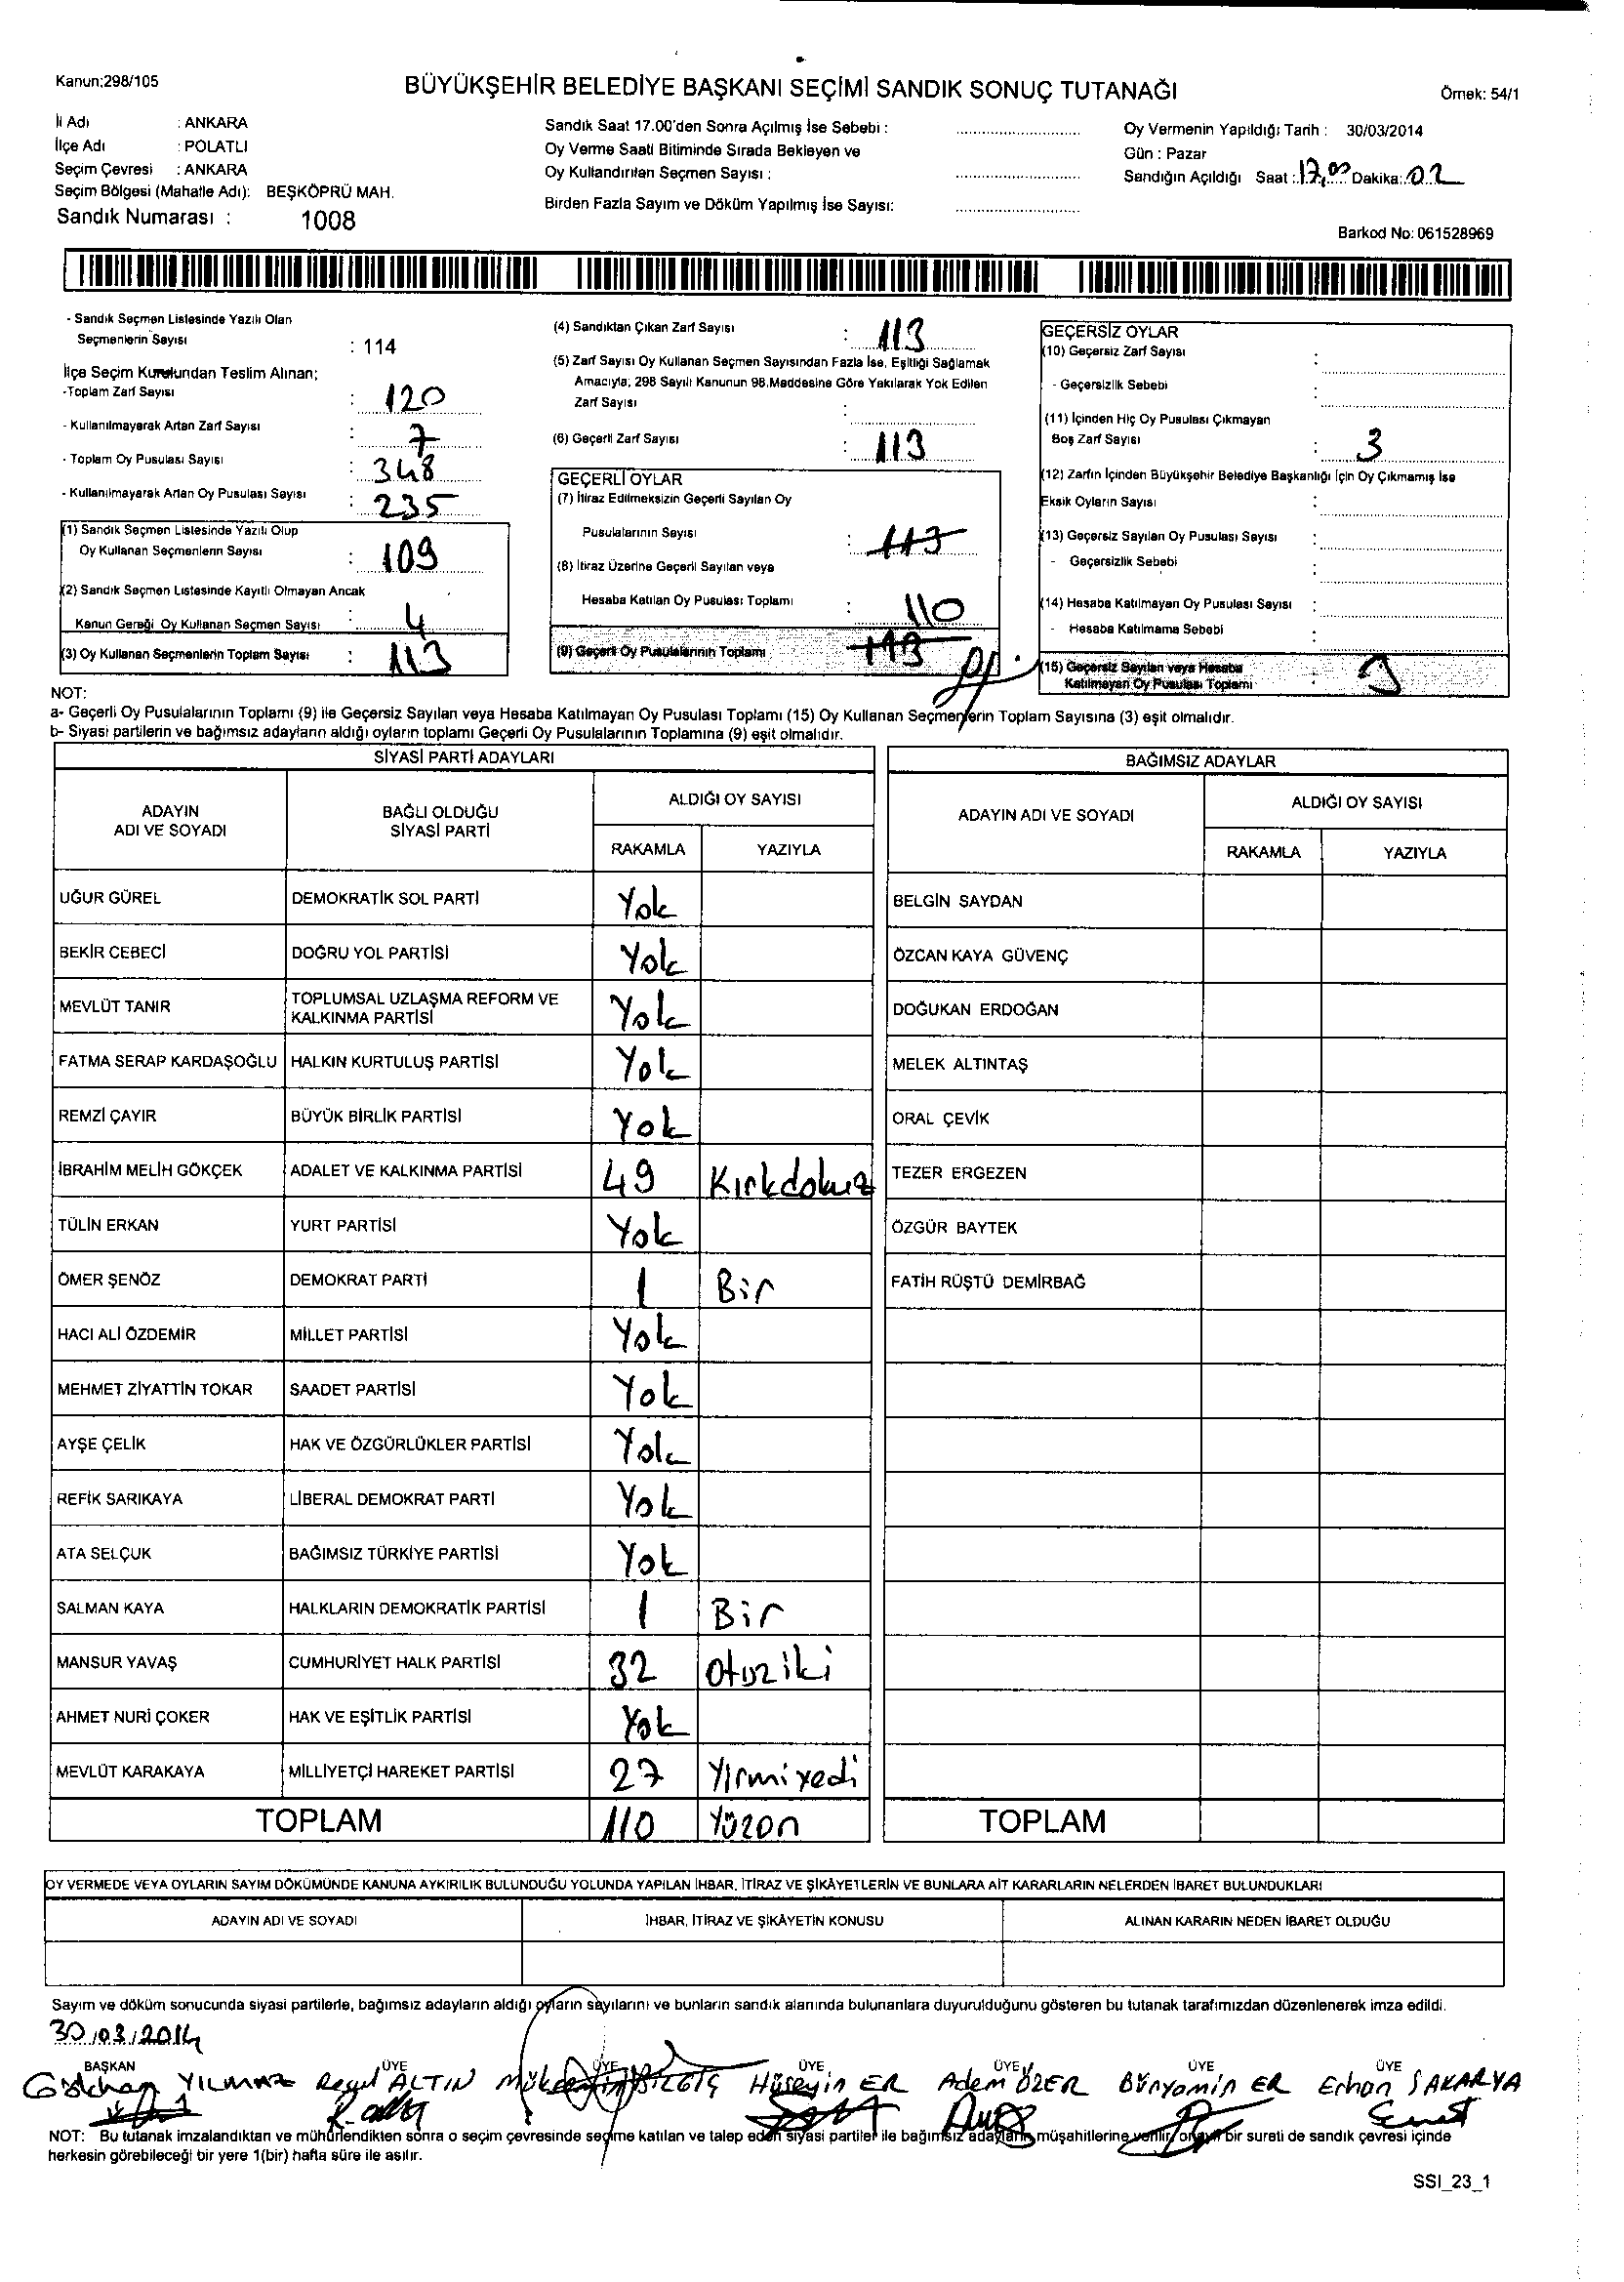 Kanun:298/105
BÜYÜKŞEHİR BELEDİYE BAŞKANI SEÇİMİ SANDIK SONUÇ TUTANAĞI
Örnek: 54/1
İl Adı : ANKARA
İlçe Adı : POLATLI
Seçim Çevresi : ANKARA
Seçim Bölgesi (Mahalle Adı): BEŞKÖPRÜ MAH.
Sandık Numarası : 1008
Sandık Saat 17.00'den Sonra Açılmış İse Sebebi :
Oy Verme Saati Bitiminde Sırada Bekleyen ve
Oy Kullandırılan Seçmen Sayısı :
Birden Fazla Sayım ve Döküm Yapılmış İse Sayısı:
Oy Vermenin Yapıldığı Tarih : 30/03/2014
Gün : Pazar
Sandığın Açıldığı Saat : 17,00 Dakika: 02
Barkod No: 061528969
- Sandık Seçmen Listesinde Yazılı Olan
Seçmenlerin Sayısı : 114
İlçe Seçim Kurulundan Teslim Alınan;
-Toplam Zarf Sayısı : 120
- Kullanılmayarak Artan Zarf Sayısı : 7
- Toplam Oy Pusulası Sayısı : 348
- Kullanılmayarak Artan Oy Pusulası Sayısı : 235
(1) Sandık Seçmen Listesinde Yazılı Olup
Oy Kullanan Seçmenlerin Sayısı : 109
(2) Sandık Seçmen Listesinde Kayıtlı Olmayan Ancak
Kanun Gereği Oy Kullanan Seçmen Sayısı : 4
(3) Oy Kullanan Seçmenlerin Toplam Sayısı : 113
(4) Sandıktan Çıkan Zarf Sayısı : 113
(5) Zarf Sayısı Oy Kullanan Seçmen Sayısından Fazla İse, Eşitliği Sağlamak
Amacıyla; 298 Sayılı Kanunun 98.Maddesine Göre Yakılarak Yok Edilen
Zarf Sayısı :
(6) Geçerli Zarf Sayısı : 113
GEÇERLİ OYLAR
(7) İtiraz Edilmeksizin Geçerli Sayılan Oy
Pusulalarının Sayısı : 113
(8) İtiraz Üzerine Geçerli Sayılan veya
Hesaba Katılan Oy Pusulası Toplamı : 110
(9) Geçerli Oy Pusulalarının Toplamı 113
GEÇERSİZ OYLAR
(10) Geçersiz Zarf Sayısı :
- Geçersizlik Sebebi :
(11) İçinden Hiç Oy Pusulası Çıkmayan
Boş Zarf Sayısı : 3
(12) Zarfın İçinden Büyükşehir Belediye Başkanlığı İçin Oy Çıkmamış İse
Eksik Oyların Sayısı :
(13) Geçersiz Sayılan Oy Pusulası Sayısı :
- Geçersizlik Sebebi :
(14) Hesaba Katılmayan Oy Pusulası Sayısı :
- Hesaba Katılmama Sebebi :
(15) Geçersiz Sayılan veya Hesaba
Katılmayan Oy Pusulası Toplamı :
NOT:
a- Geçerli Oy Pusulalarının Toplamı (9) ile Geçersiz Sayılan veya Hesaba Katılmayan Oy Pusulası Toplamı (15) Oy Kullanan Seçmenlerin Toplam Sayısına (3) eşit olmalıdır.
b- Siyasi partilerin ve bağımsız adayların aldığı oyların toplamı Geçerli Oy Pusulalarının Toplamına (9) eşit olmalıdır.
SİYASİ PARTİ ADAYLARI
ADAYIN ADI VE SOYADI
BAĞLI OLDUĞU SİYASİ PARTİ
ALDIĞI OY SAYISI
RAKAMLA YAZIYLA
UĞUR GÜREL DEMOKRATİK SOL PARTİ Yok
BEKİR CEBECİ DOĞRU YOL PARTİSİ Yok
MEVLÜT TANIR TOPLUMSAL UZLAŞMA REFORM VE KALKINMA PARTİSİ Yok
FATMA SERAP KARDAŞOĞLU HALKIN KURTULUŞ PARTİSİ Yok
REMZİ ÇAYIR BÜYÜK BİRLİK PARTİSİ Yok
İBRAHİM MELİH GÖKÇEK ADALET VE KALKINMA PARTİSİ 49 Kırkdokuz
TÜLİN ERKAN YURT PARTİSİ Yok
ÖMER ŞENÖZ DEMOKRAT PARTİ 1 Bir
HACI ALİ ÖZDEMİR MİLLET PARTİSİ Yok
MEHMET ZİYATTİN TOKAR SAADET PARTİSİ Yok
AYŞE ÇELİK HAK VE ÖZGÜRLÜKLER PARTİSİ Yok
REFİK SARIKAYA LİBERAL DEMOKRAT PARTİ Yok
ATA SELÇUK BAĞIMSIZ TÜRKİYE PARTİSİ Yok
SALMAN KAYA HALKLARIN DEMOKRATİK PARTİSİ 1 Bir
MANSUR YAVAŞ CUMHURİYET HALK PARTİSİ 32 Otuziki
AHMET NURİ ÇOKER HAK VE EŞİTLİK PARTİSİ Yok
MEVLÜT KARAKAYA MİLLİYETÇİ HAREKET PARTİSİ 27 Yirmiyedi
TOPLAM 110 Yüzon
BAĞIMSIZ ADAYLAR
ADAYIN ADI VE SOYADI
ALDIĞI OY SAYISI
RAKAMLA YAZIYLA
BELGİN SAYDAN
ÖZCAN KAYA GÜVENÇ
DOĞUKAN ERDOĞAN
MELEK ALTINTAŞ
ORAL ÇEVİK
TEZER ERGEZEN
ÖZGÜR BAYTEK
FATİH RÜŞTÜ DEMİRBAĞ
TOPLAM
OY VERMEDE VEYA OYLARIN SAYIM DÖKÜMÜNDE KANUNA AYKIRILIK BULUNDUĞU YOLUNDA YAPILAN İHBAR, İTİRAZ VE ŞİKÂYETLERİN VE BUNLARA AİT KARARLARIN NELERDEN İBARET BULUNDUKLARI
ADAYIN ADI VE SOYADI
İHBAR, İTİRAZ VE ŞİKÂYETİN KONUSU
ALINAN KARARIN NEDEN İBARET OLDUĞU
Sayım ve döküm sonucunda siyasi partilerle, bağımsız adayların aldığı oyların sayılarını ve bunların sandık alanında bulunanlara duyurulduğunu gösteren bu tutanak tarafımızdan düzenlenerek imza edildi.
30/03/2014
BAŞKAN ÜYE ÜYE ÜYE ÜYE ÜYE ÜYE
Gökhan YILMAZ ALTIN Hüseyin ER Adem ÖZER Bünyamin ER Erhan SAKARYA
NOT: Bu tutanak imzalandıktan ve mühürlendikten sonra o seçim çevresinde seçime katılan ve talep eden siyasi partiler ile bağımsız adayların müşahitlerine verilir, onaylı bir sureti de sandık çevresi içinde
herkesin görebileceği bir yere 1(bir) hafta süre ile asılır.
SSI_23_1